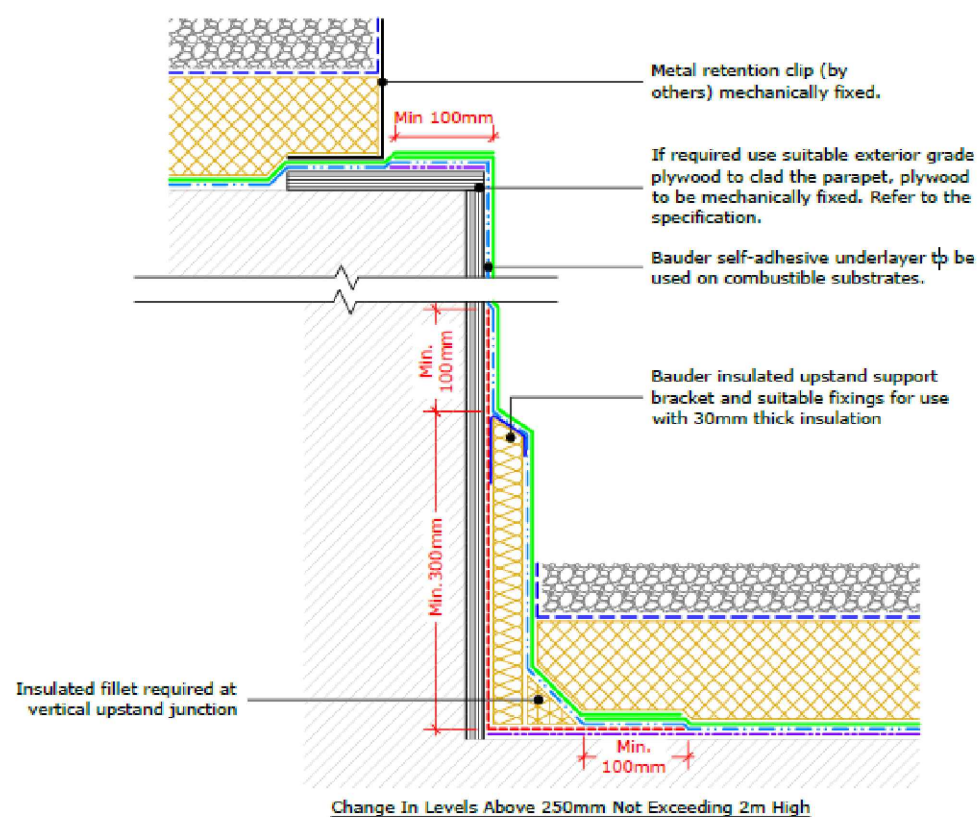 Metal retention clip (by
others) mechanically fixed.
Min 100mm
If required use suitable exterior grade
plywood to clad the parapet, plywood
to be mechanically fixed. Refer to the
specification.
Bauder self-adhesive underlayer to be
used on combustible substrates.
Min.
100mm
Bauder insulated upstand support
bracket and suitable fixings for use
with 30mm thick insulation
Min.300mm
Insulated fillet required at
vertical upstand junction
Min.
100mm
Change In Levels Above 250mm Not Exceeding 2m High